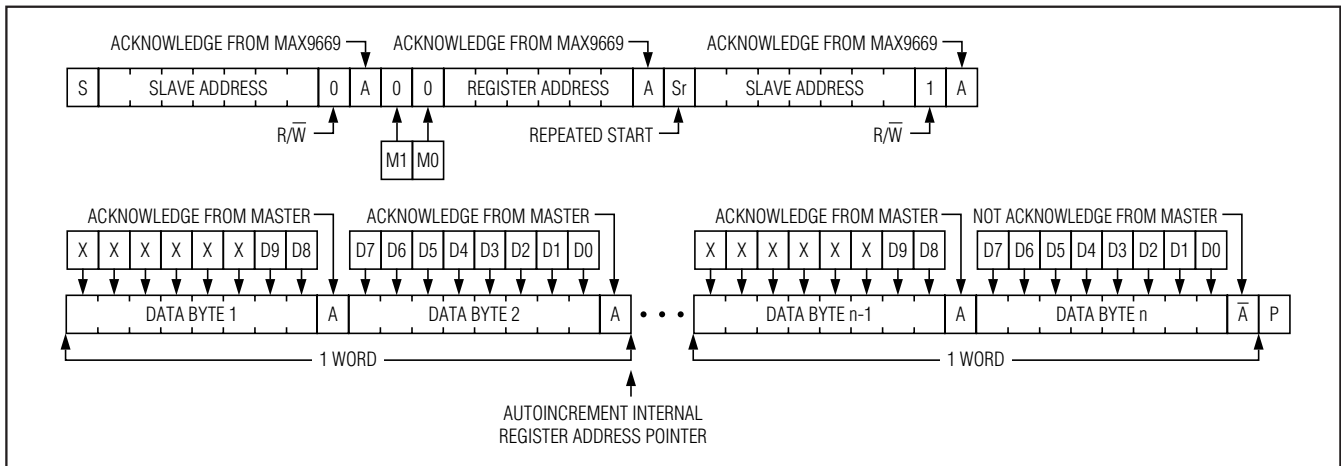 ACKNOWLEDGE FROM MAX9669 ACKNOWLEDGE FROM MAX9669 ACKNOWLEDGE FROM MAX9669
S SLAVE ADDRESS 0 A 0 0 REGISTER ADDRESS A Sr SLAVE ADDRESS 1 A
R/W̅ REPEATED START R/W̅
M1 M0
ACKNOWLEDGE FROM MASTER ACKNOWLEDGE FROM MASTER ACKNOWLEDGE FROM MASTER NOT ACKNOWLEDGE FROM MASTER
X X X X X X D9 D8 D7 D6 D5 D4 D3 D2 D1 D0 X X X X X X D9 D8 D7 D6 D5 D4 D3 D2 D1 D0
DATA BYTE 1 A DATA BYTE 2 A • • • DATA BYTE n-1 A DATA BYTE n A̅ P
1 WORD 1 WORD
AUTOINCREMENT INTERNAL
REGISTER ADDRESS POINTER